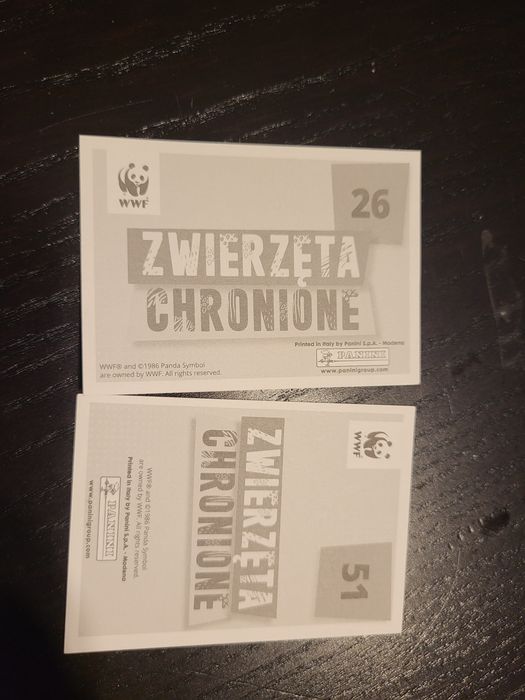 WWF
26
ZWIERZĘTA
CHRONIONE
Printed in Italy by Panini S.p.A. - Modena
PANINI
www.paninigroup.com
WWF® and ©1986 Panda Symbol
are owned by WWF. All rights reserved.
WWF
51
ZWIERZĘTA
CHRONIONE
WWF® and ©1986 Panda Symbol
are owned by WWF. All rights reserved.
Printed in Italy by Panini S.p.A. - Modena
PANINI
www.paninigroup.com